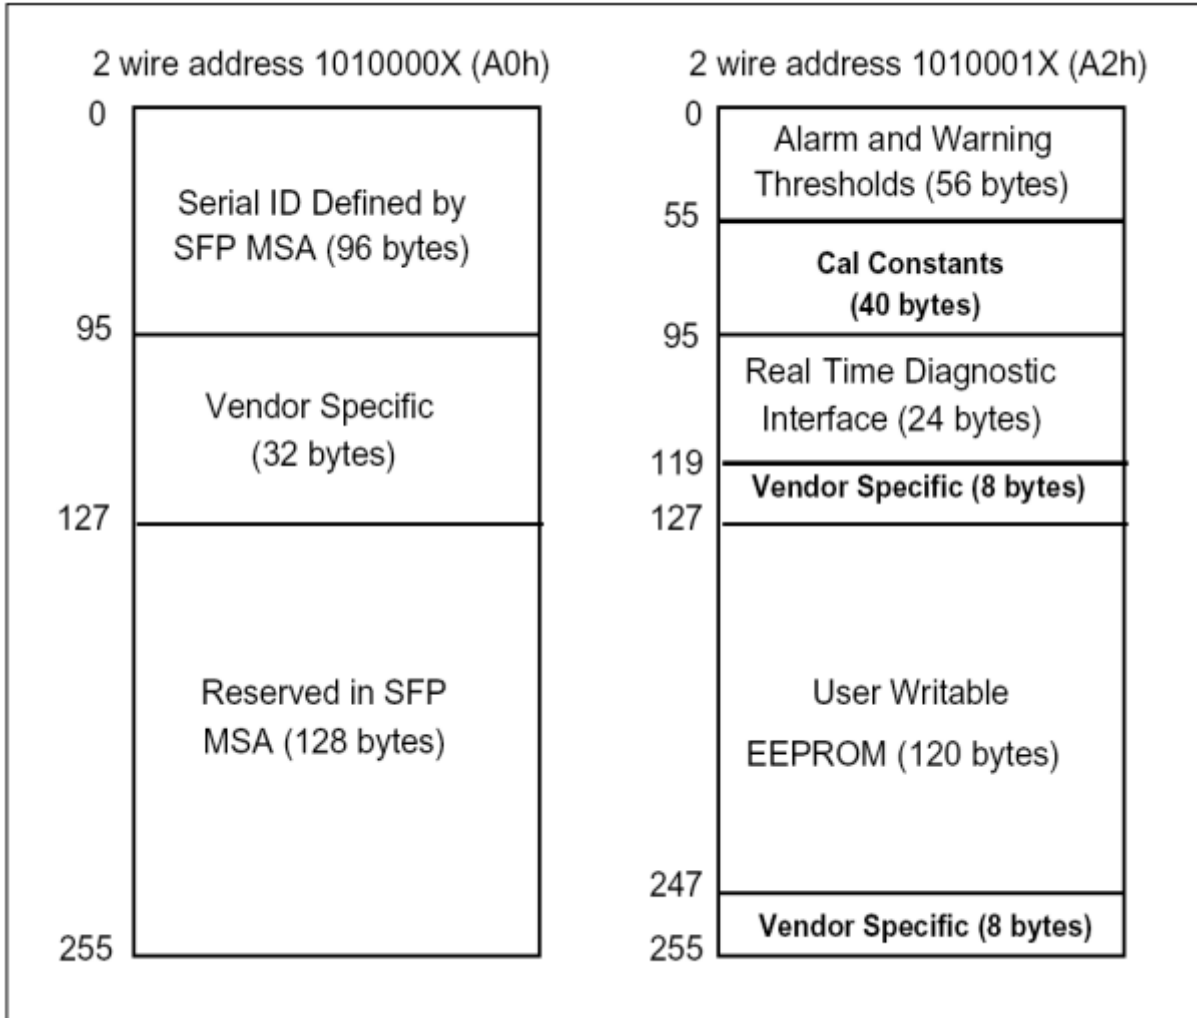 2 wire address 1010000X (A0h)
0
Serial ID Defined by
SFP MSA (96 bytes)
95
Vendor Specific
(32 bytes)
127
Reserved in SFP
MSA (128 bytes)
255
2 wire address 1010001X (A2h)
0
Alarm and Warning
Thresholds (56 bytes)
55
Cal Constants
(40 bytes)
95
Real Time Diagnostic
Interface (24 bytes)
119
Vendor Specific (8 bytes)
127
User Writable
EEPROM (120 bytes)
247
Vendor Specific (8 bytes)
255